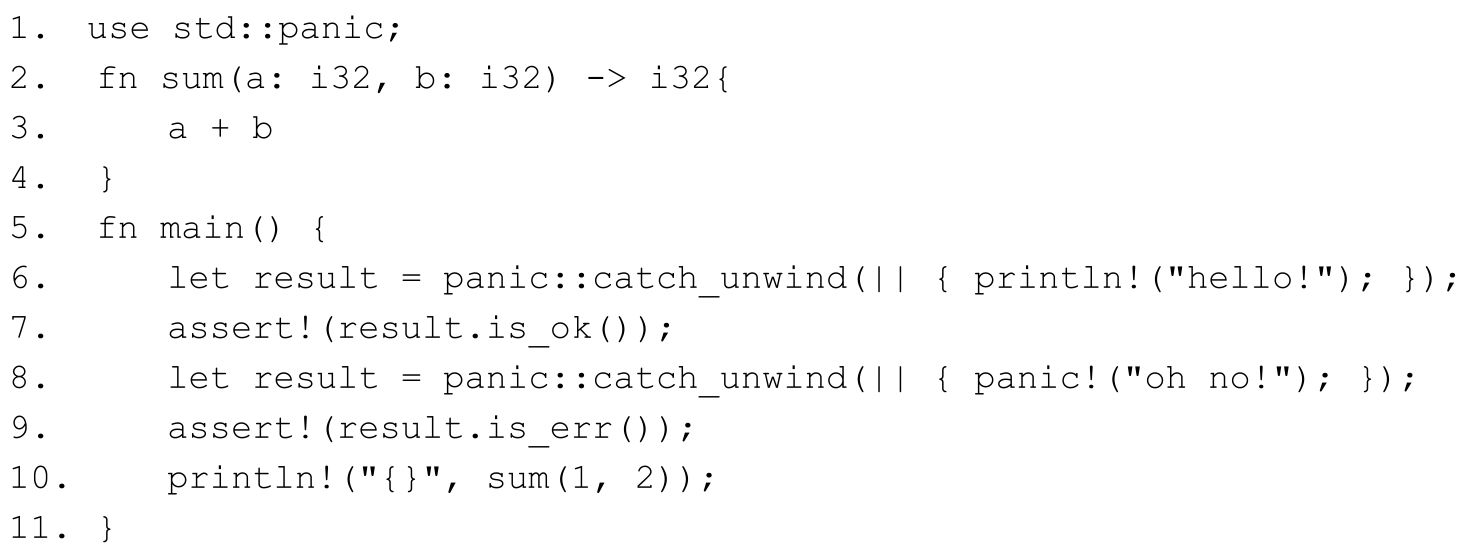 1. use std::panic;
2. fn sum(a: i32, b: i32) -> i32{
3.     a + b
4. }
5. fn main() {
6.     let result = panic::catch_unwind(|| { println!("hello!"); });
7.     assert!(result.is_ok());
8.     let result = panic::catch_unwind(|| { panic!("oh no!"); });
9.     assert!(result.is_err());
10.     println!("{}", sum(1, 2));
11. }